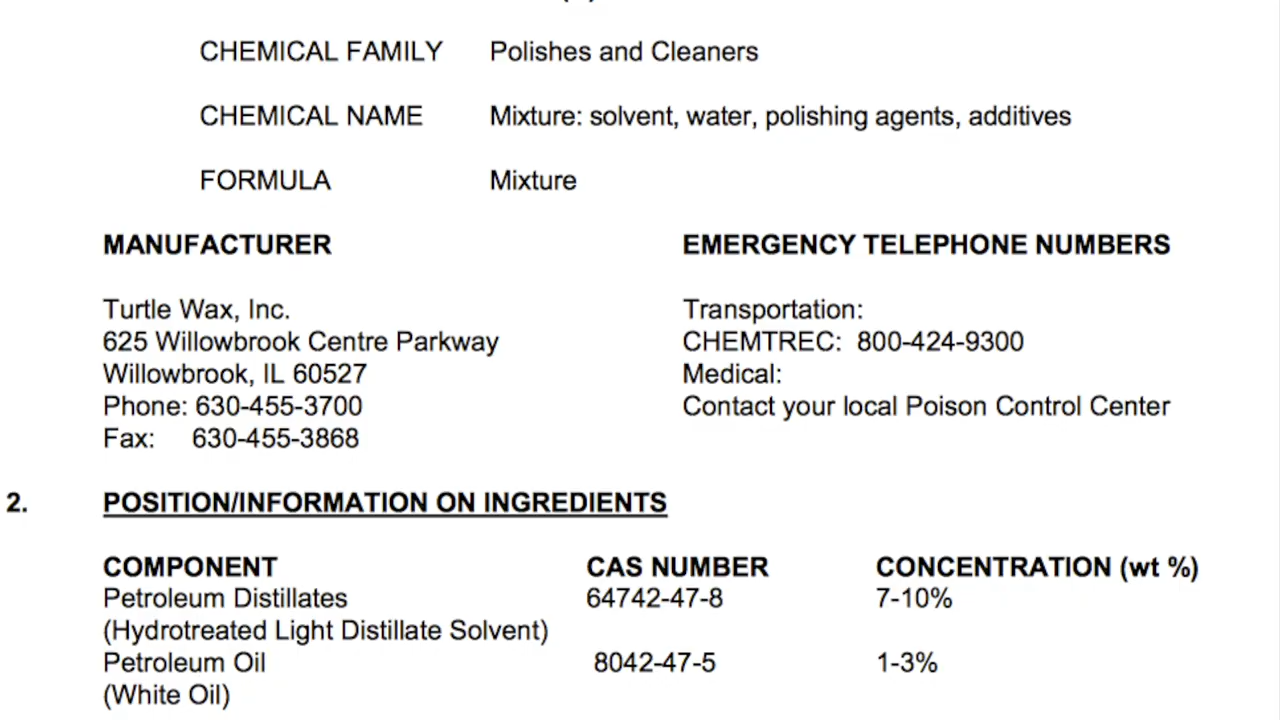 CHEMICAL FAMILY Polishes and Cleaners
CHEMICAL NAME Mixture: solvent, water, polishing agents, additives
FORMULA Mixture
MANUFACTURER EMERGENCY TELEPHONE NUMBERS
Turtle Wax, Inc. Transportation:
625 Willowbrook Centre Parkway CHEMTREC: 800-424-9300
Willowbrook, IL 60527 Medical:
Phone: 630-455-3700 Contact your local Poison Control Center
Fax: 630-455-3868
2. POSITION/INFORMATION ON INGREDIENTS
COMPONENT CAS NUMBER CONCENTRATION (wt %)
Petroleum Distillates 64742-47-8 7-10%
(Hydrotreated Light Distillate Solvent)
Petroleum Oil 8042-47-5 1-3%
(White Oil)